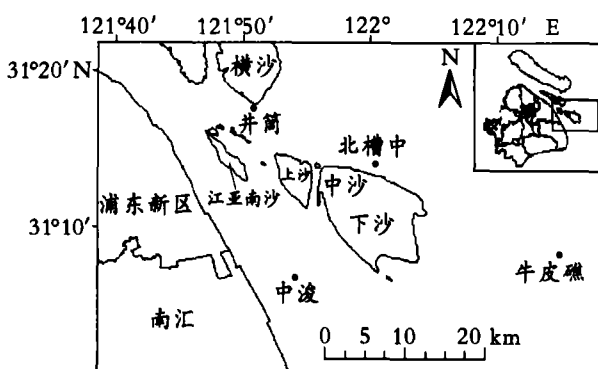 121°40′ 121°50′ 122° 122°10′ E
31°20′ N
横沙
N
井筒
北槽中
上沙
中沙
江亚南沙
浦东新区
下沙
31°10′
牛皮礁
中浚
南汇
0 5 10 20 km